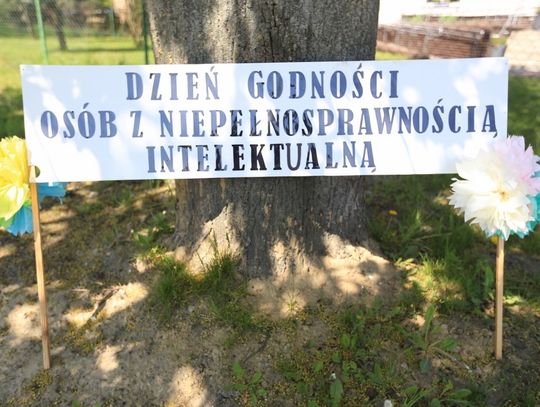 DZIEŃ GODNOŚCI
OSÓB Z NIEPEŁNOSPRAWNOŚCIĄ
INTELEKTUALNĄ